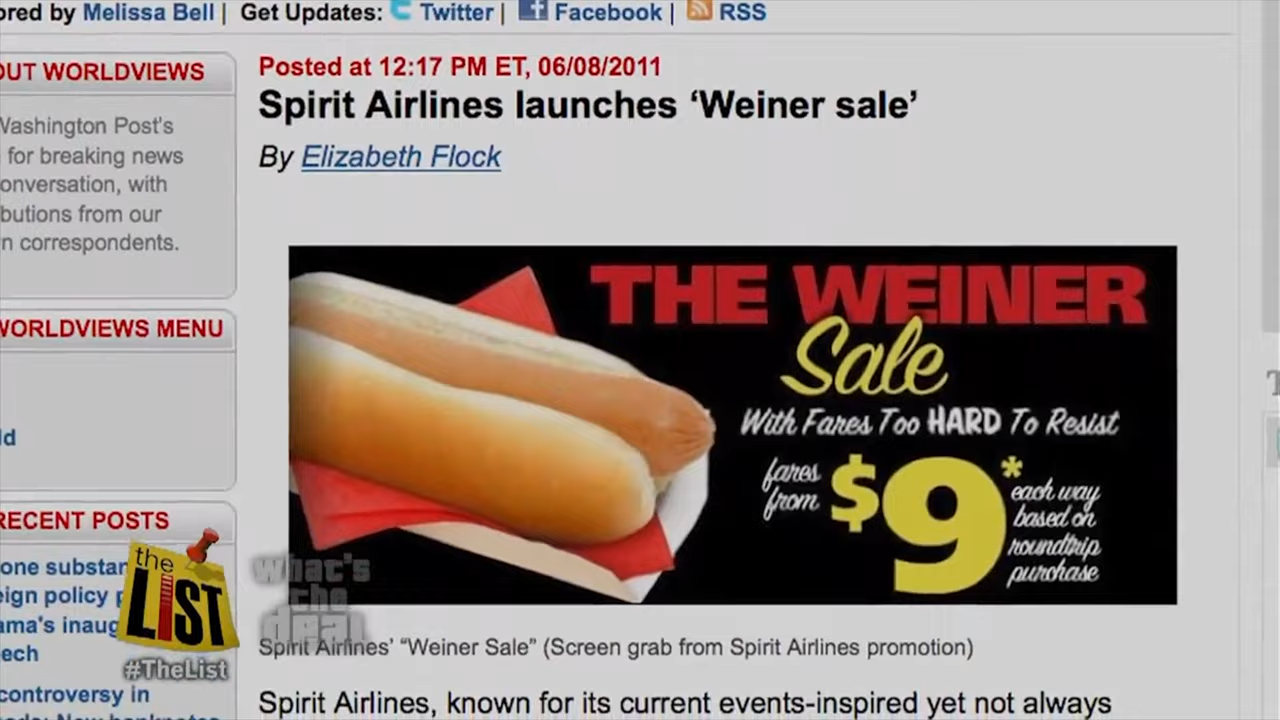 ored by Melissa Bell | Get Updates: Twitter | Facebook | RSS
OUT WORLDVIEWS
Washington Post's
for breaking news
onversation, with
butions from our
n correspondents.
WORLDVIEWS MENU
ld
RECENT POSTS
one substan
eign policy p
ama's inaug
ech
controversy in
Posted at 12:17 PM ET, 06/08/2011
Spirit Airlines launches ‘Weiner sale’
By Elizabeth Flock
THE WEINER
Sale
With Fares Too HARD To Resist
fares
from
$9*
each way
based on
roundtrip
purchase
Spirit Airlines’ “Weiner Sale” (Screen grab from Spirit Airlines promotion)
Spirit Airlines, known for its current events-inspired yet not always
the
LIST
#TheList
what's
the
deal